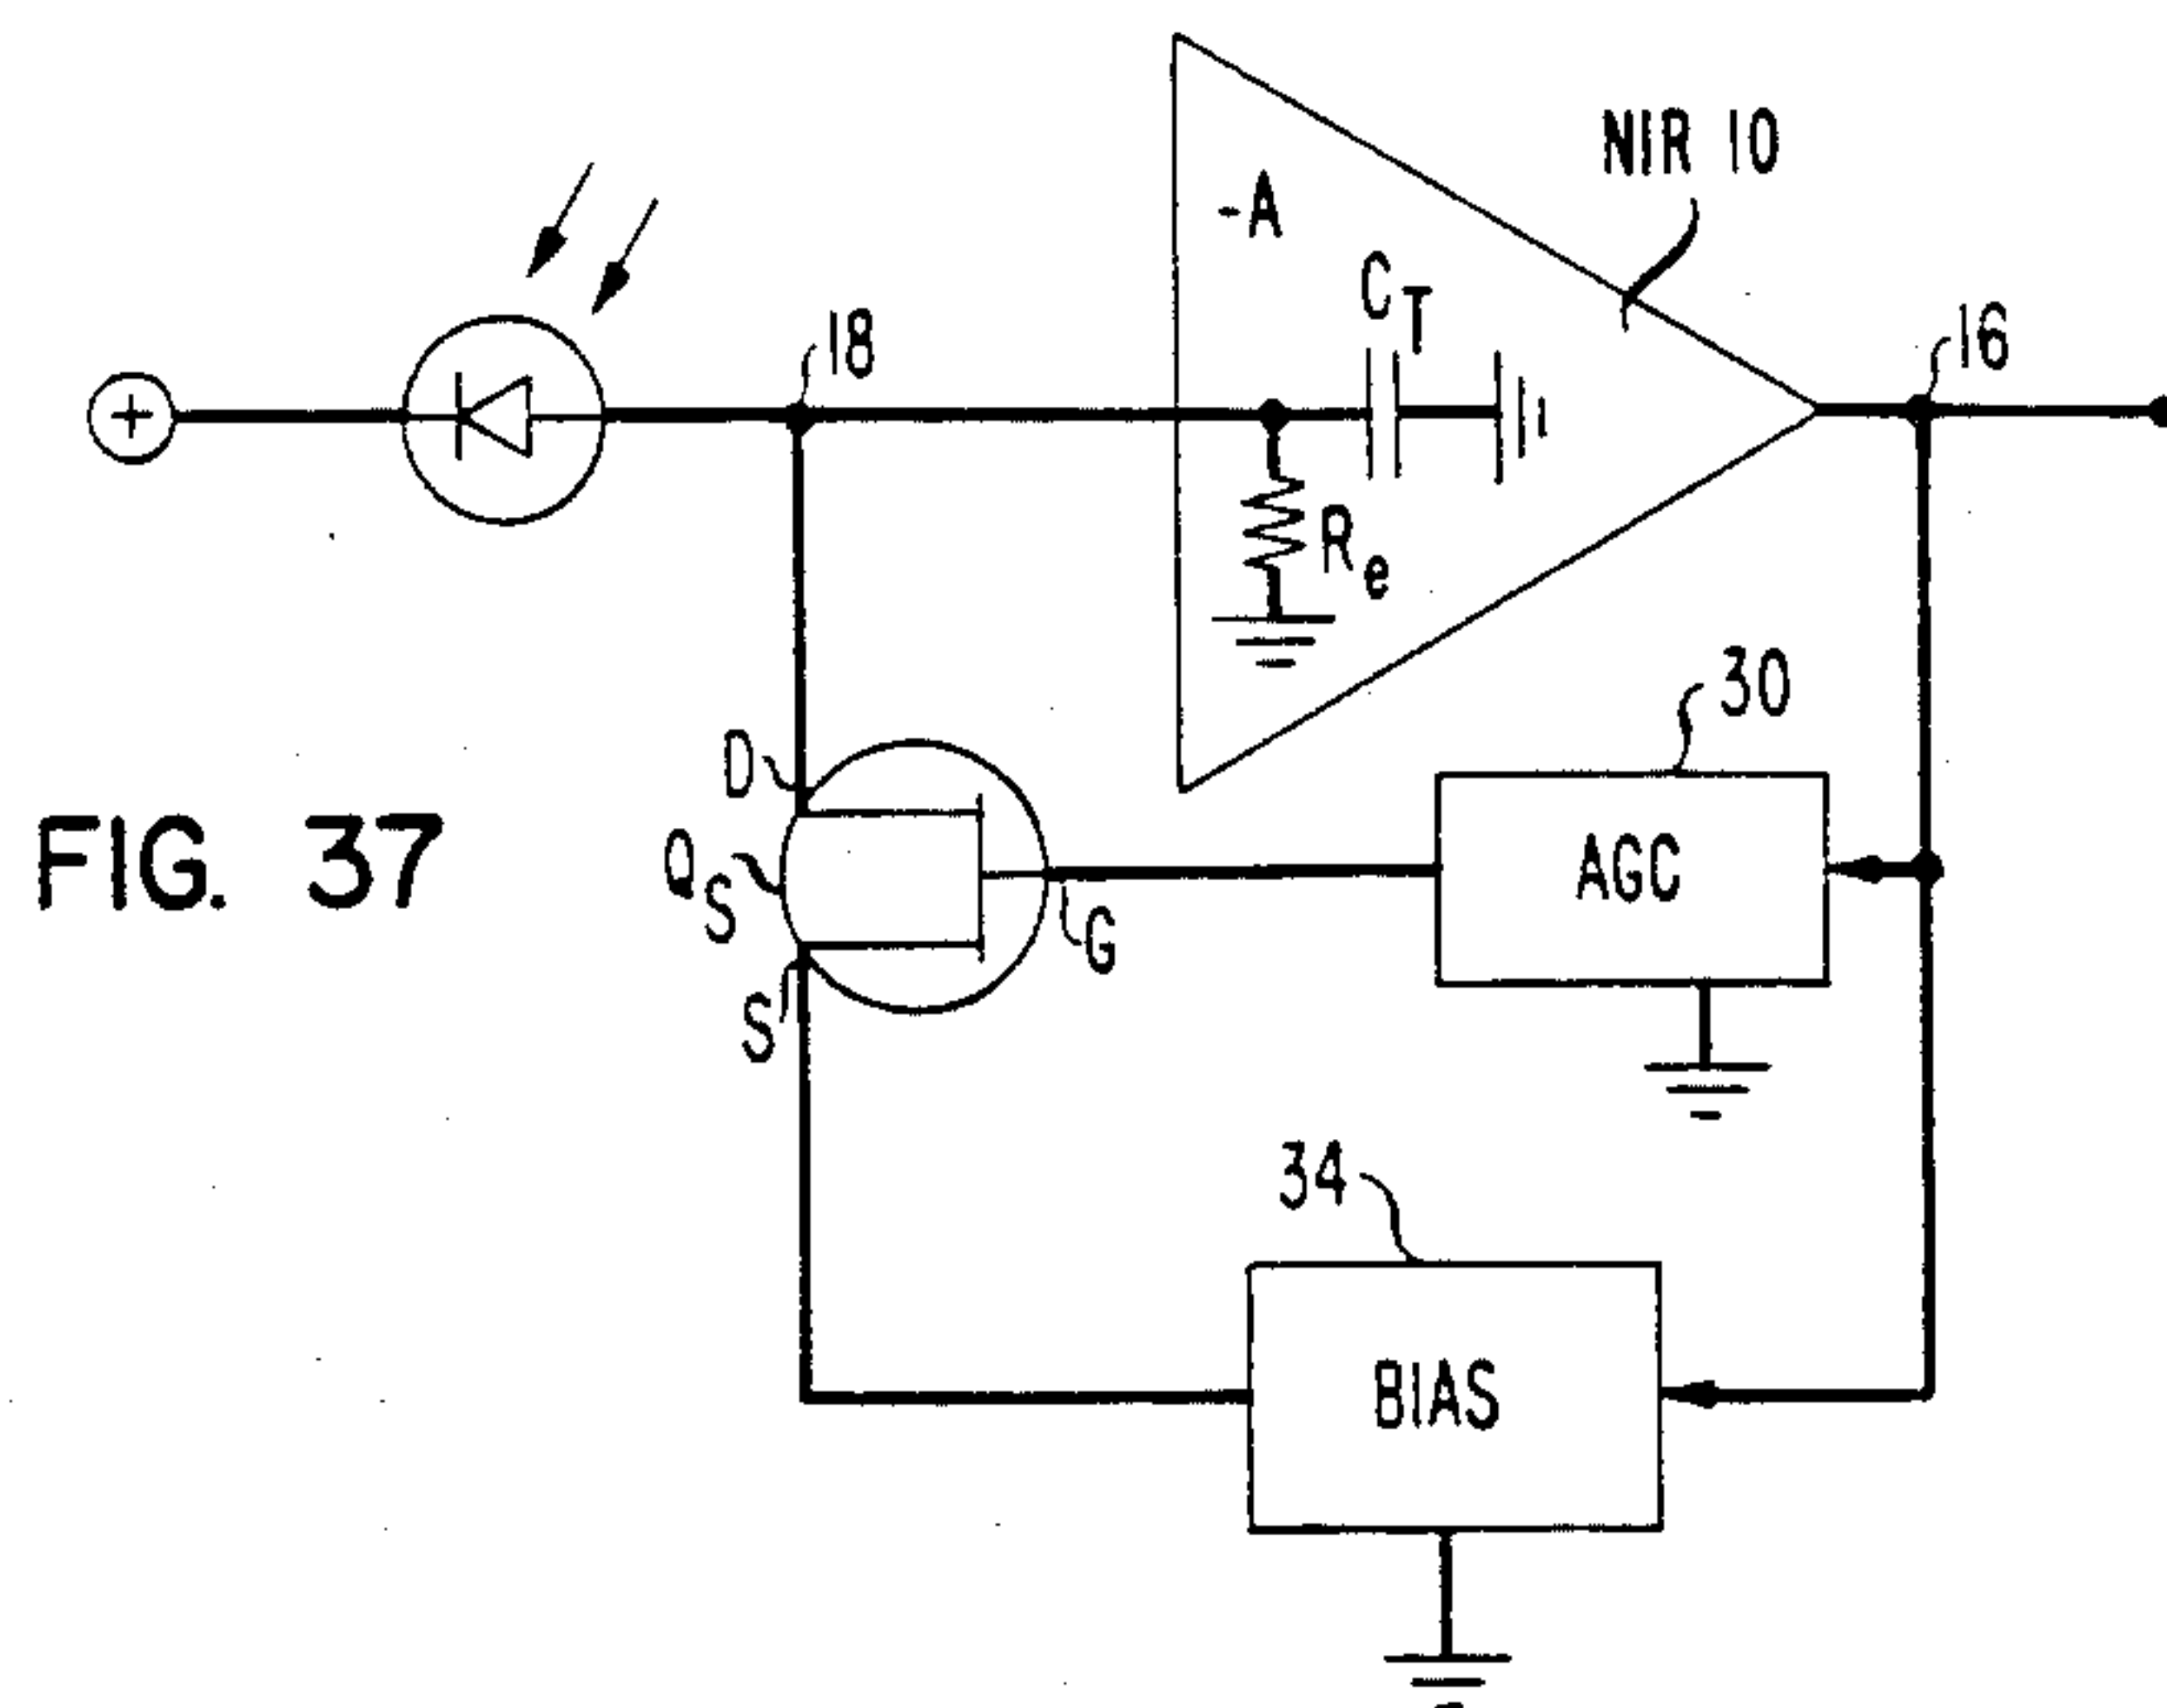 NIR 10
-A
C_T
18
16
+
R_e
30
D
FIG. 37
Q_S
AGC
G
S
34
BIAS